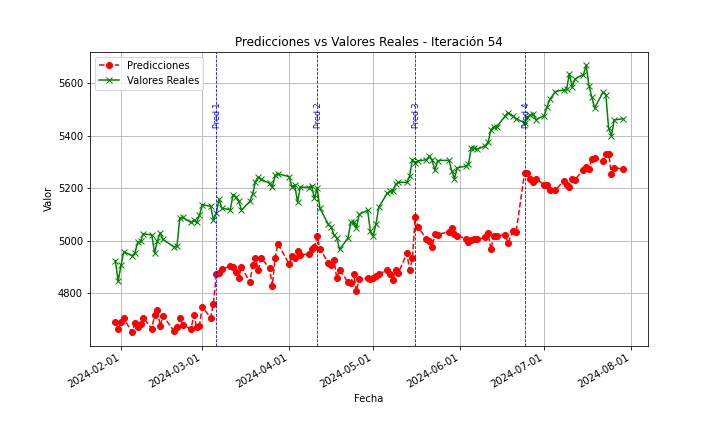 Predicciones vs Valores Reales - Iteración 54
Predicciones
Valores Reales
Pred 1
Pred 2
Pred 3
Pred 4
Valor
5600
5400
5200
5000
4800
2024-02-01
2024-03-01
2024-04-01
2024-05-01
2024-06-01
2024-07-01
2024-08-01
Fecha